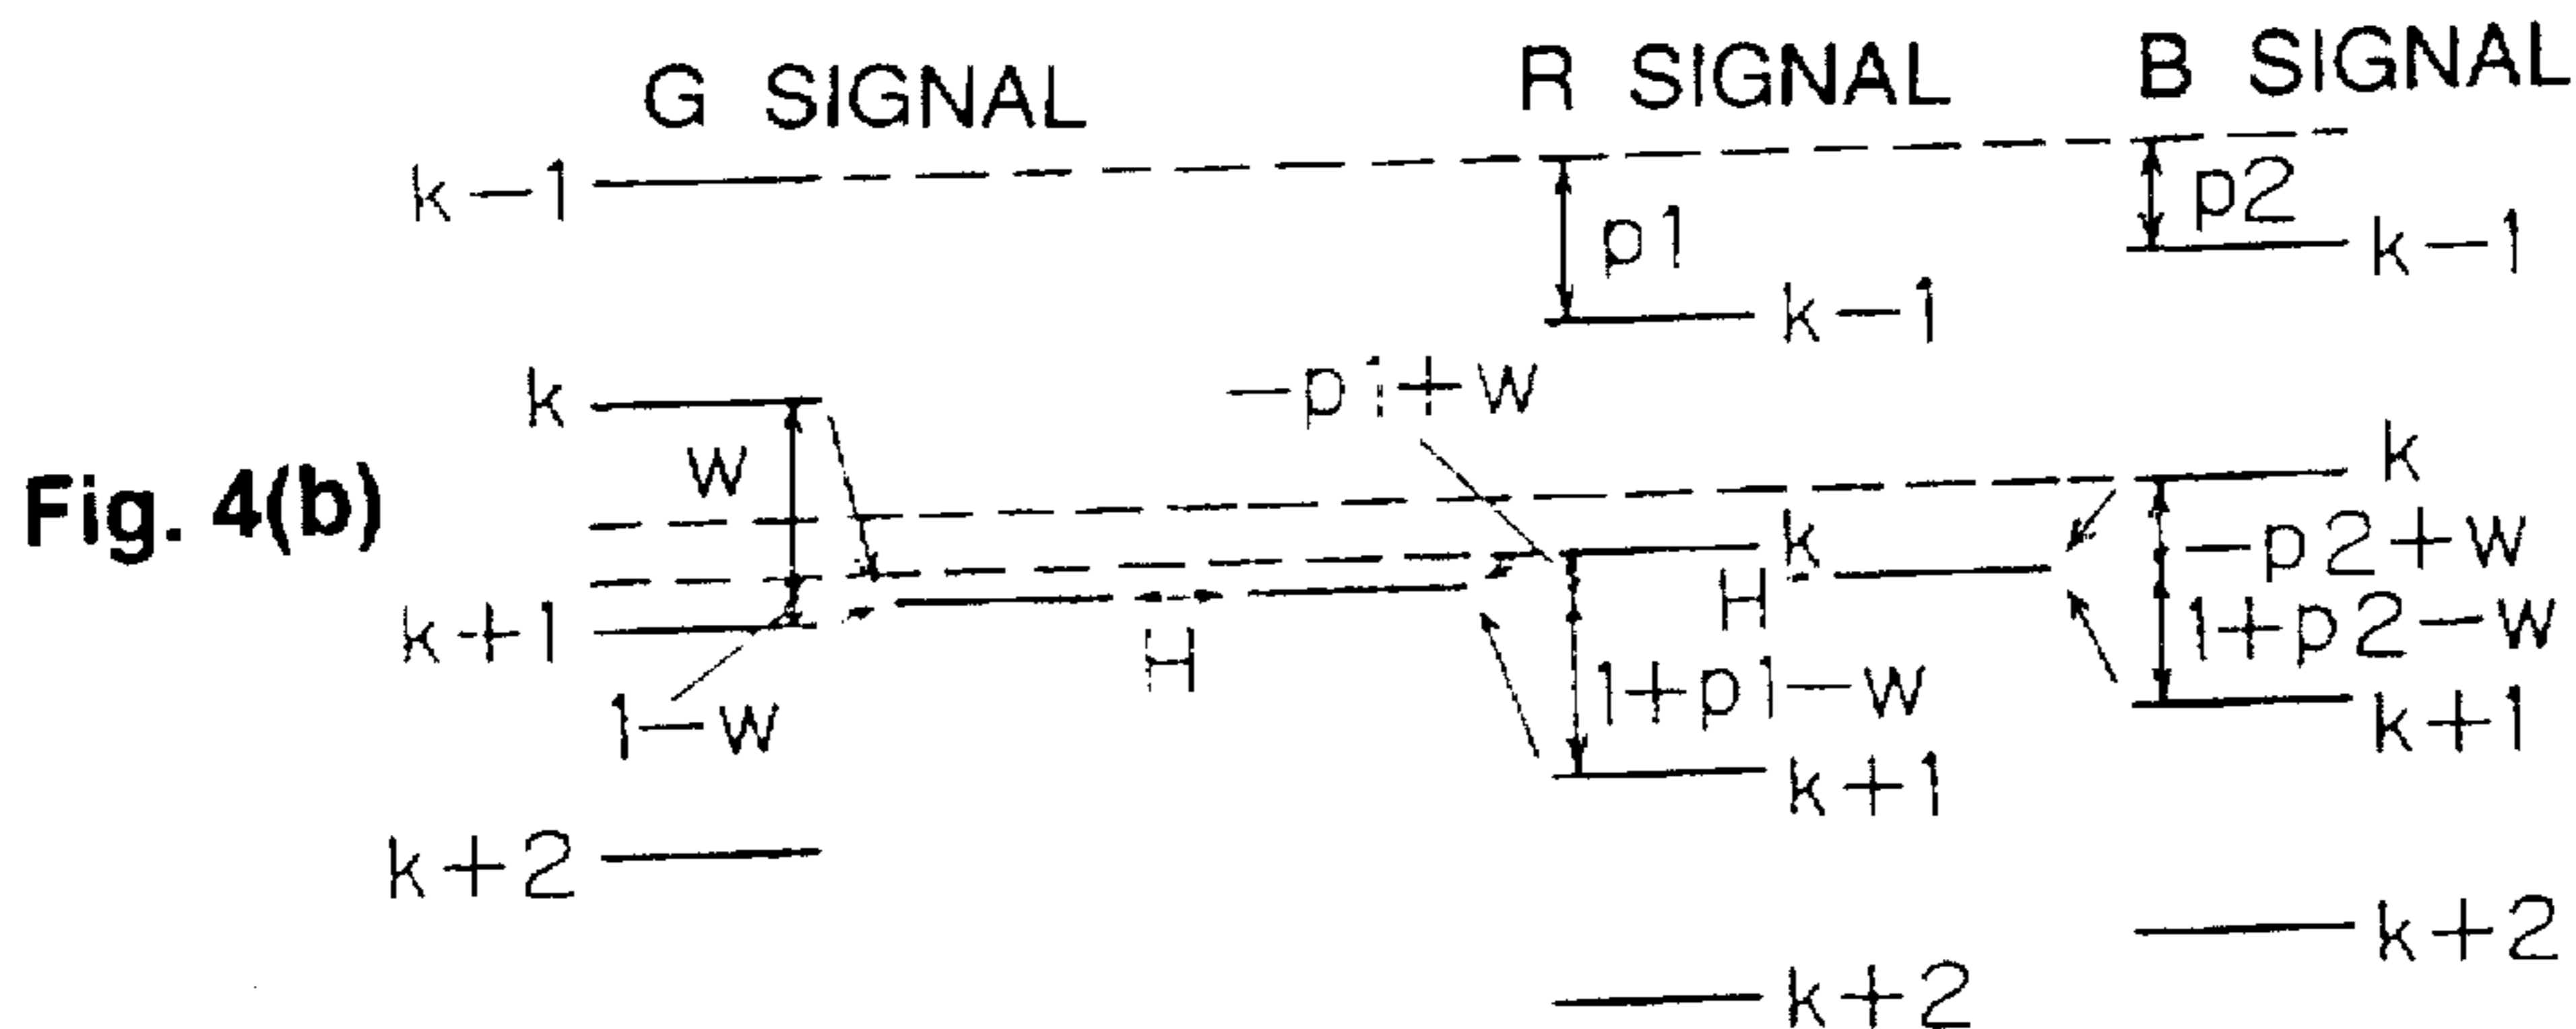 G SIGNAL R SIGNAL B SIGNAL
k−1
p1
p2
k−1
k−1
k
−p1+w
k
w
Fig. 4(b)
k
−p2+w
H
k+1
H
1+p2−w
1−w
1+p1−w
k+1
k+1
k+2
k+2
k+2